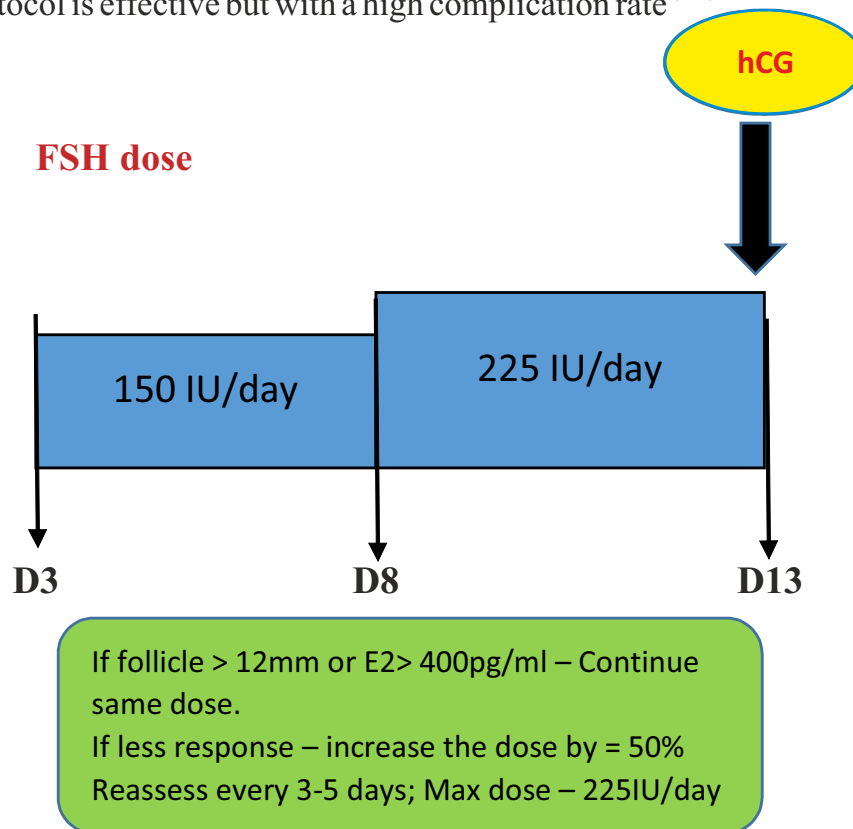 tocol is effective but with a high complication rate
hCG
FSH dose
150 IU/day
225 IU/day
D3
D8
D13
If follicle > 12mm or E2> 400pg/ml – Continue
same dose.
If less response – increase the dose by = 50%
Reassess every 3-5 days; Max dose – 225IU/day